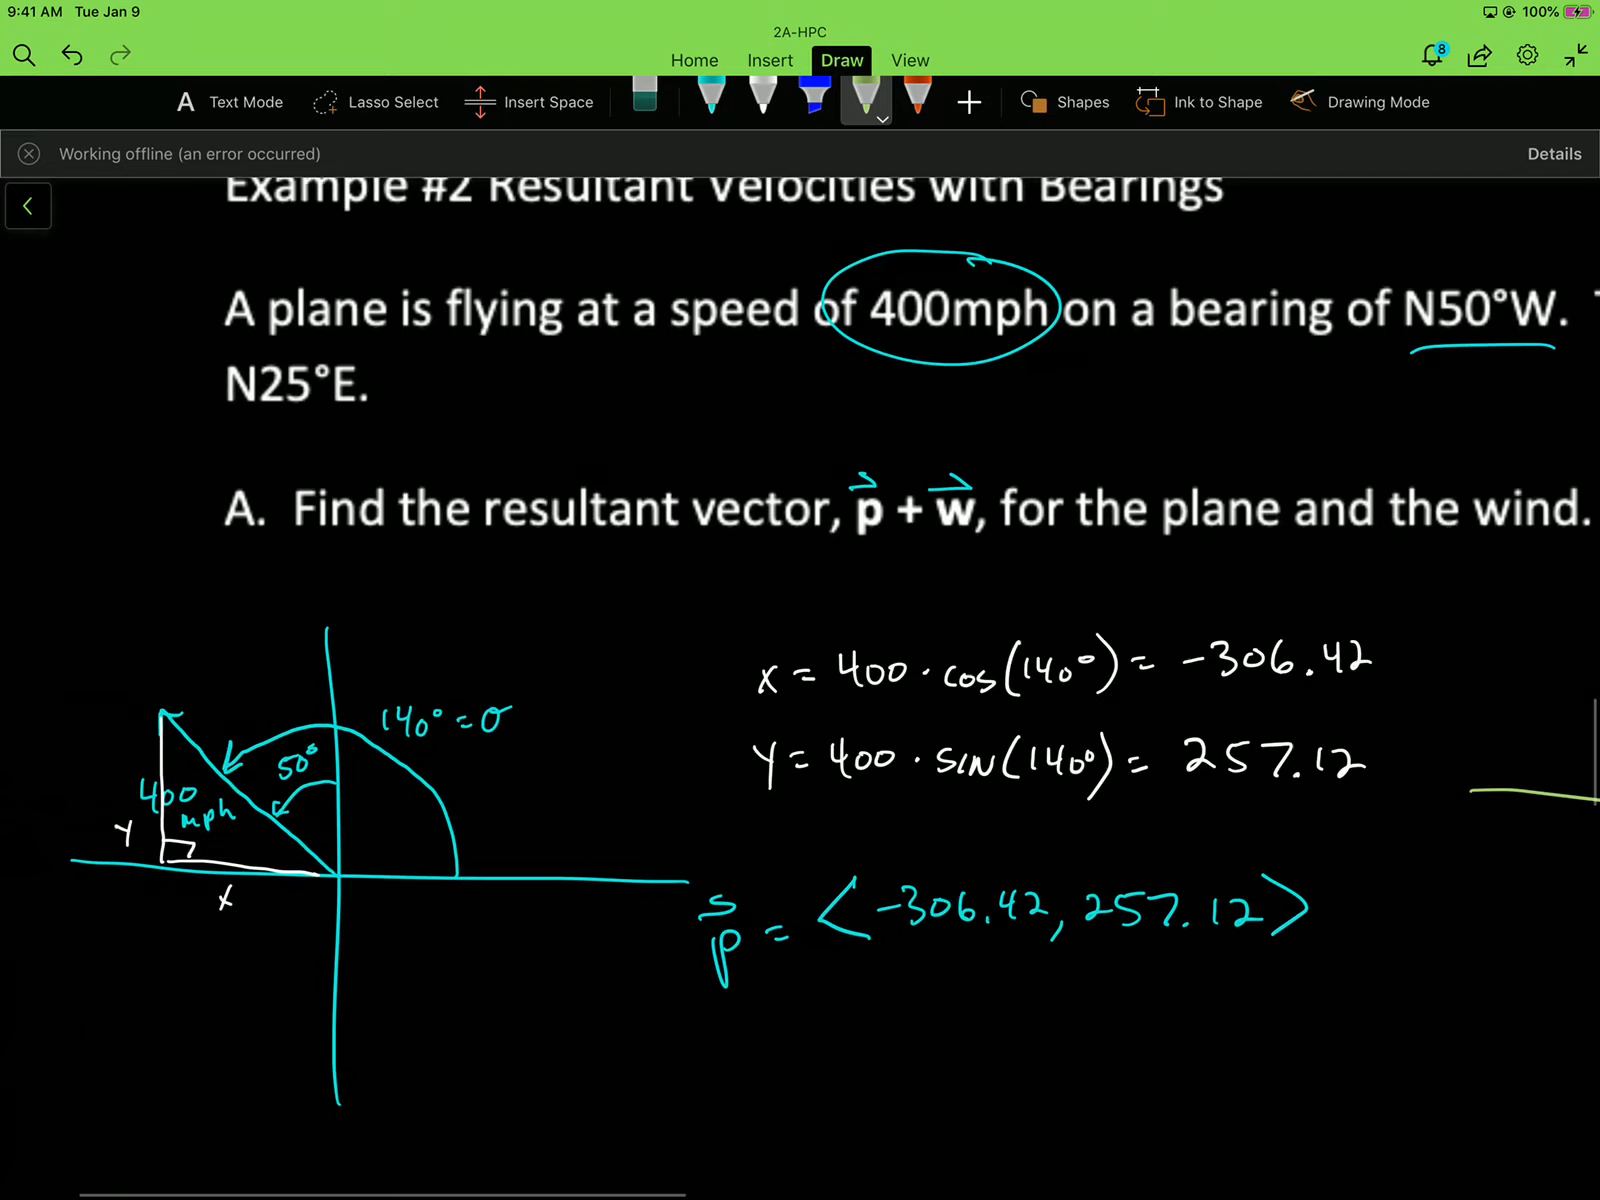 9:41 AM Tue Jan 9
100%
2A-HPC
Home Insert Draw View
8
Text Mode Lasso Select Insert Space Shapes Ink to Shape Drawing Mode
Working offline (an error occurred) Details
Example #2 Resultant Velocities with Bearings
A plane is flying at a speed of 400mph on a bearing of N50°W.
N25°E.
A. Find the resultant vector, p + w, for the plane and the wind.
x = 400 · cos(140°) = -306.42
140° = θ
50°
y = 400 · sin(140°) = 257.12
400
mph
y
x
p = <-306.42, 257.12>